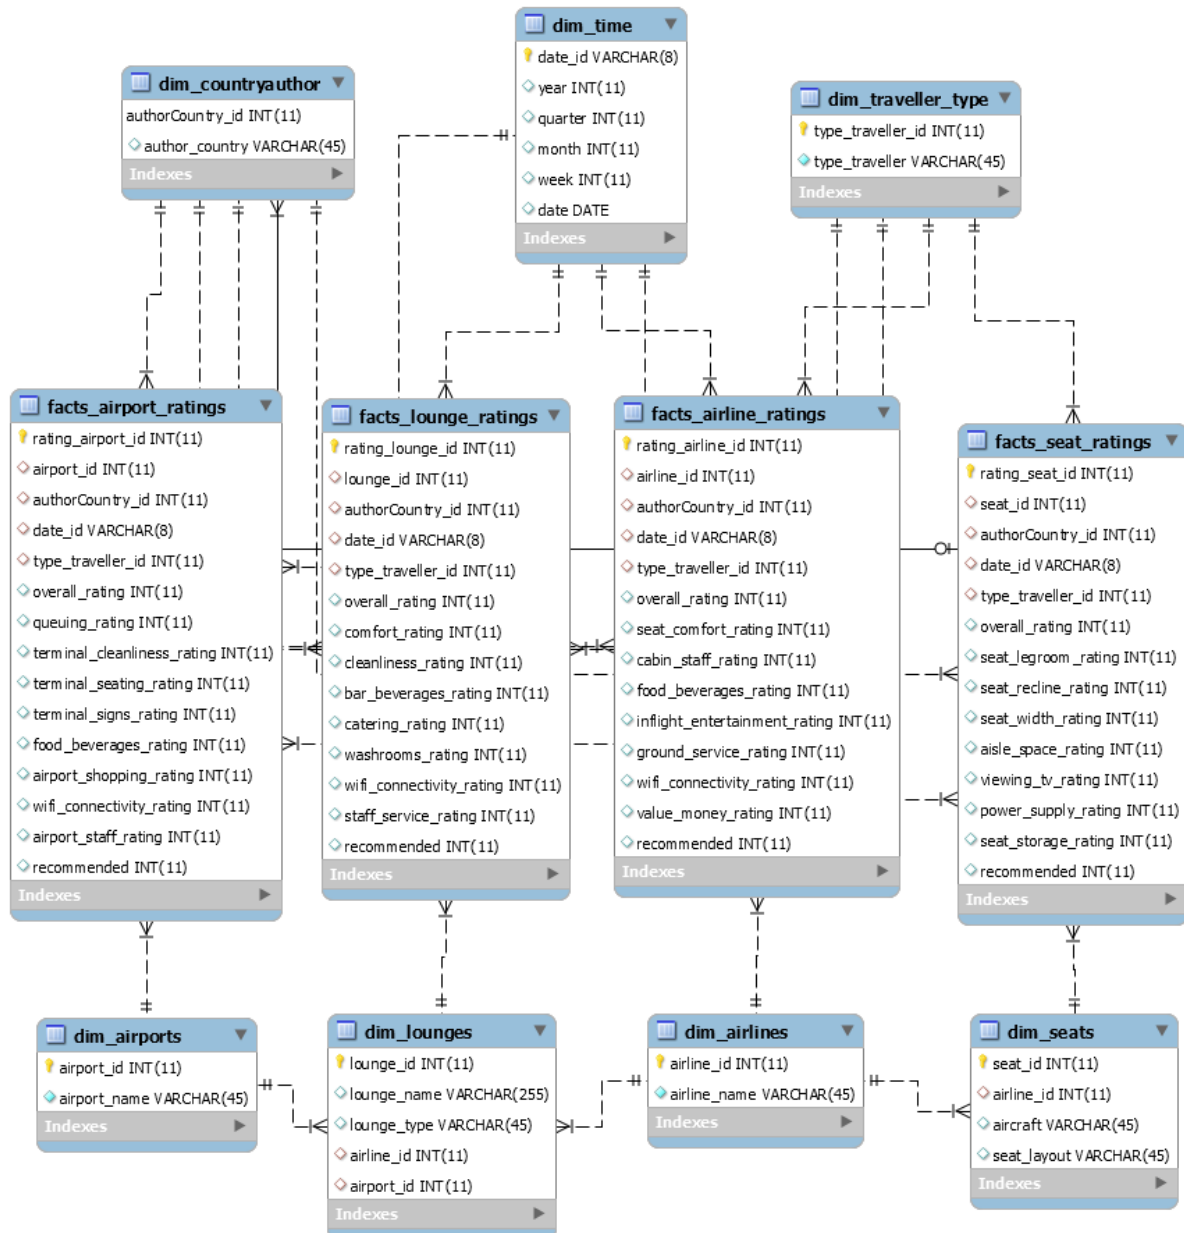 dim_time
date_id VARCHAR(8)
year INT(11)
quarter INT(11)
month INT(11)
week INT(11)
date DATE
Indexes
dim_countryauthor
authorCountry_id INT(11)
author_country VARCHAR(45)
Indexes
dim_traveller_type
type_traveller_id INT(11)
type_traveller VARCHAR(45)
Indexes
facts_airport_ratings
rating_airport_id INT(11)
airport_id INT(11)
authorCountry_id INT(11)
date_id VARCHAR(8)
type_traveller_id INT(11)
overall_rating INT(11)
queuing_rating INT(11)
terminal_cleanliness_rating INT(11)
terminal_seating_rating INT(11)
terminal_signs_rating INT(11)
food_beverages_rating INT(11)
airport_shopping_rating INT(11)
wifi_connectivity_rating INT(11)
airport_staff_rating INT(11)
recommended INT(11)
Indexes
facts_lounge_ratings
rating_lounge_id INT(11)
lounge_id INT(11)
authorCountry_id INT(11)
date_id VARCHAR(8)
type_traveller_id INT(11)
overall_rating INT(11)
comfort_rating INT(11)
cleanliness_rating INT(11)
bar_beverages_rating INT(11)
catering_rating INT(11)
washrooms_rating INT(11)
wifi_connectivity_rating INT(11)
staff_service_rating INT(11)
recommended INT(11)
Indexes
facts_airline_ratings
rating_airline_id INT(11)
airline_id INT(11)
authorCountry_id INT(11)
date_id VARCHAR(8)
type_traveller_id INT(11)
overall_rating INT(11)
seat_comfort_rating INT(11)
cabin_staff_rating INT(11)
food_beverages_rating INT(11)
inflight_entertainment_rating INT(11)
ground_service_rating INT(11)
wifi_connectivity_rating INT(11)
value_money_rating INT(11)
recommended INT(11)
Indexes
facts_seat_ratings
rating_seat_id INT(11)
seat_id INT(11)
authorCountry_id INT(11)
date_id VARCHAR(8)
type_traveller_id INT(11)
overall_rating INT(11)
seat_legroom_rating INT(11)
seat_recline_rating INT(11)
seat_width_rating INT(11)
aisle_space_rating INT(11)
viewing_tv_rating INT(11)
power_supply_rating INT(11)
seat_storage_rating INT(11)
recommended INT(11)
Indexes
dim_airports
airport_id INT(11)
airport_name VARCHAR(45)
Indexes
dim_lounges
lounge_id INT(11)
lounge_name VARCHAR(255)
lounge_type VARCHAR(45)
airline_id INT(11)
airport_id INT(11)
Indexes
dim_airlines
airline_id INT(11)
airline_name VARCHAR(45)
Indexes
dim_seats
seat_id INT(11)
airline_id INT(11)
aircraft VARCHAR(45)
seat_layout VARCHAR(45)
Indexes